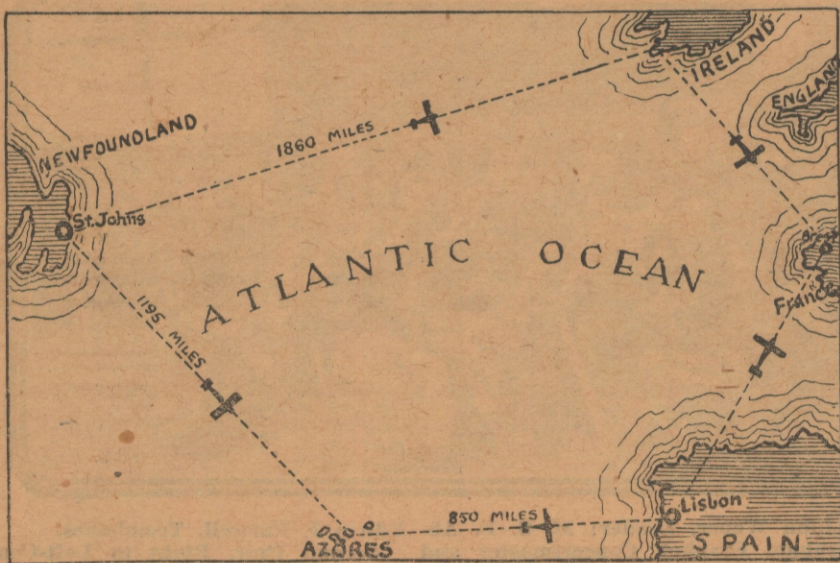 IRELAND
ENGLAND
1860 MILES
NEWFOUNDLAND
St. Johns
ATLANTIC OCEAN
France
1195 MILES
Lisbon
850 MILES
AZORES
SPAIN